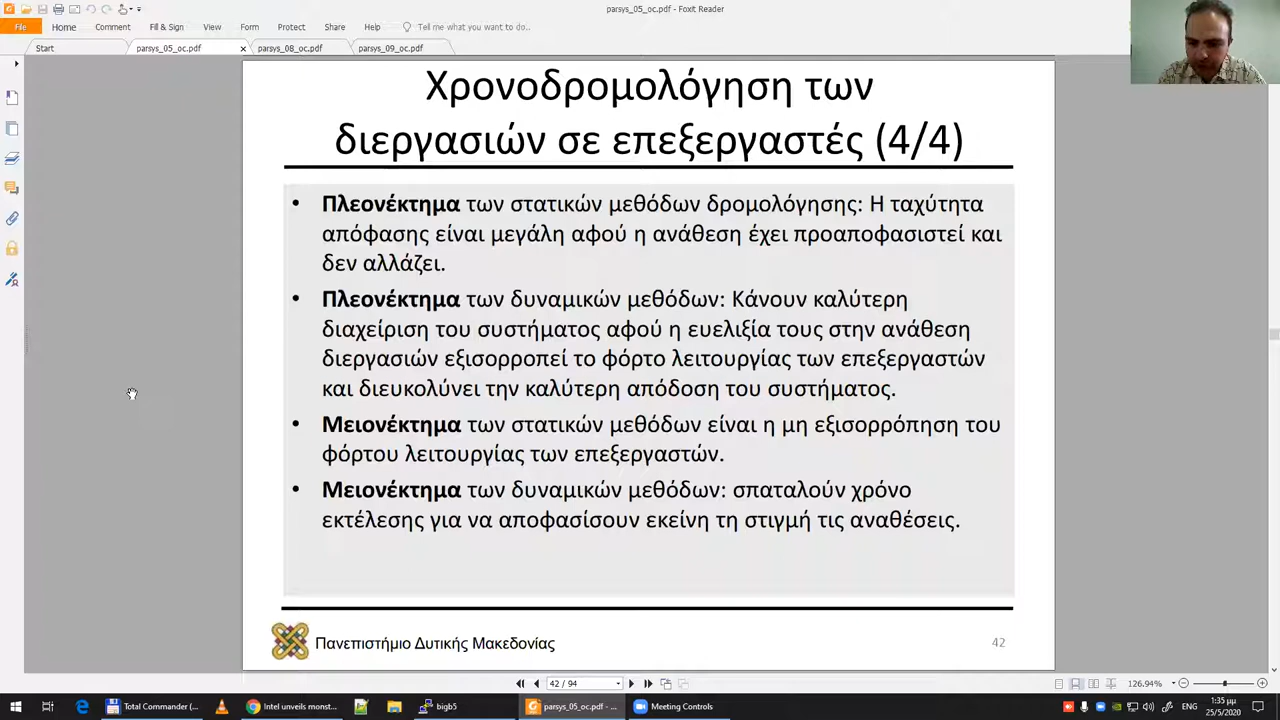 parsys_05_oc.pdf - Foxit Reader
File Home Comment Fill & Sign View Form Protect Share Help Tell me what you want to do..
Start parsys_05_oc.pdf parsys_08_oc.pdf parsys_09_oc.pdf
Χρονοδρομολόγηση των
διεργασιών σε επεξεργαστές (4/4)
• Πλεονέκτημα των στατικών μεθόδων δρομολόγησης: Η ταχύτητα
απόφασης είναι μεγάλη αφού η ανάθεση έχει προαποφασιστεί και
δεν αλλάζει.
• Πλεονέκτημα των δυναμικών μεθόδων: Κάνουν καλύτερη
διαχείριση του συστήματος αφού η ευελιξία τους στην ανάθεση
διεργασιών εξισορροπεί το φόρτο λειτουργίας των επεξεργαστών
και διευκολύνει την καλύτερη απόδοση του συστήματος.
• Μειονέκτημα των στατικών μεθόδων είναι η μη εξισορρόπηση του
φόρτου λειτουργίας των επεξεργαστών.
• Μειονέκτημα των δυναμικών μεθόδων: σπαταλούν χρόνο
εκτέλεσης για να αποφασίσουν εκείνη τη στιγμή τις αναθέσεις.
Πανεπιστήμιο Δυτικής Μακεδονίας
42
42 / 94
126.94%
Total Commander (... Intel unveils monst... bigb5 parsys_05_oc.pdf - ... Meeting Controls
1:35 μμ
25/5/2020